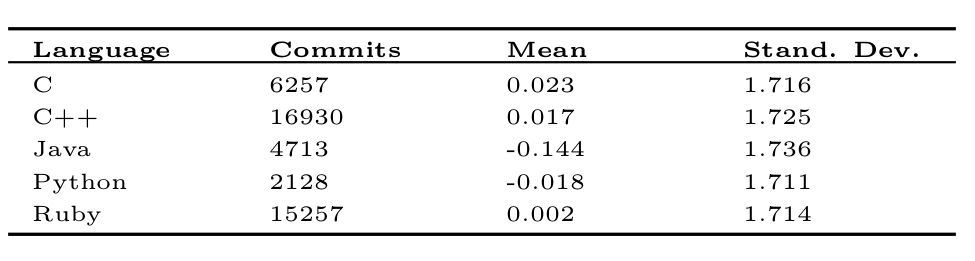 Language Commits Mean Stand. Dev.
C 6257 0.023 1.716
C++ 16930 0.017 1.725
Java 4713 -0.144 1.736
Python 2128 -0.018 1.711
Ruby 15257 0.002 1.714